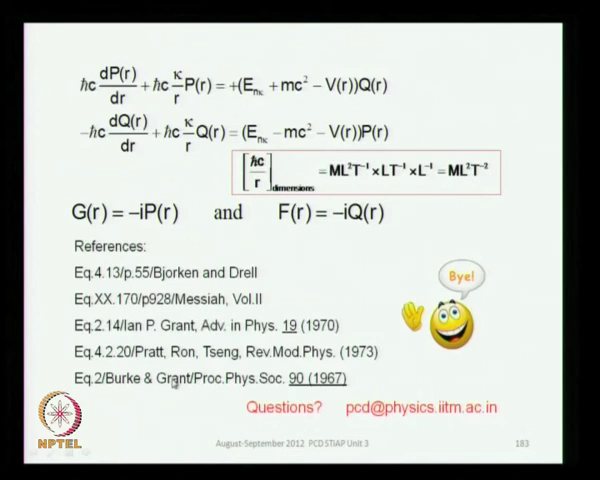 ħc dP(r)/dr + ħc κ/r P(r) = +(Eₙκ + mc² − V(r))Q(r)
−ħc dQ(r)/dr + ħc κ/r Q(r) = (Eₙκ − mc² − V(r))P(r)
[ħc/r]dimensions = ML²T⁻¹ × LT⁻¹ × L⁻¹ = ML²T⁻²
G(r) = −iP(r) and F(r) = −iQ(r)
References:
Bye!
Eq.4.13/p.55/Bjorken and Drell
Eq.XX.170/p928/Messiah, Vol.II
Eq.2.14/Ian P. Grant, Adv. in Phys. 19 (1970)
Eq.4.2.20/Pratt, Ron, Tseng, Rev.Mod.Phys. (1973)
Eq.2/Burke & Grant/Proc.Phys.Soc. 90 (1967)
Questions? pcd@physics.iitm.ac.in
NPTEL
August-September 2012 PCD STIAP Unit 3
183